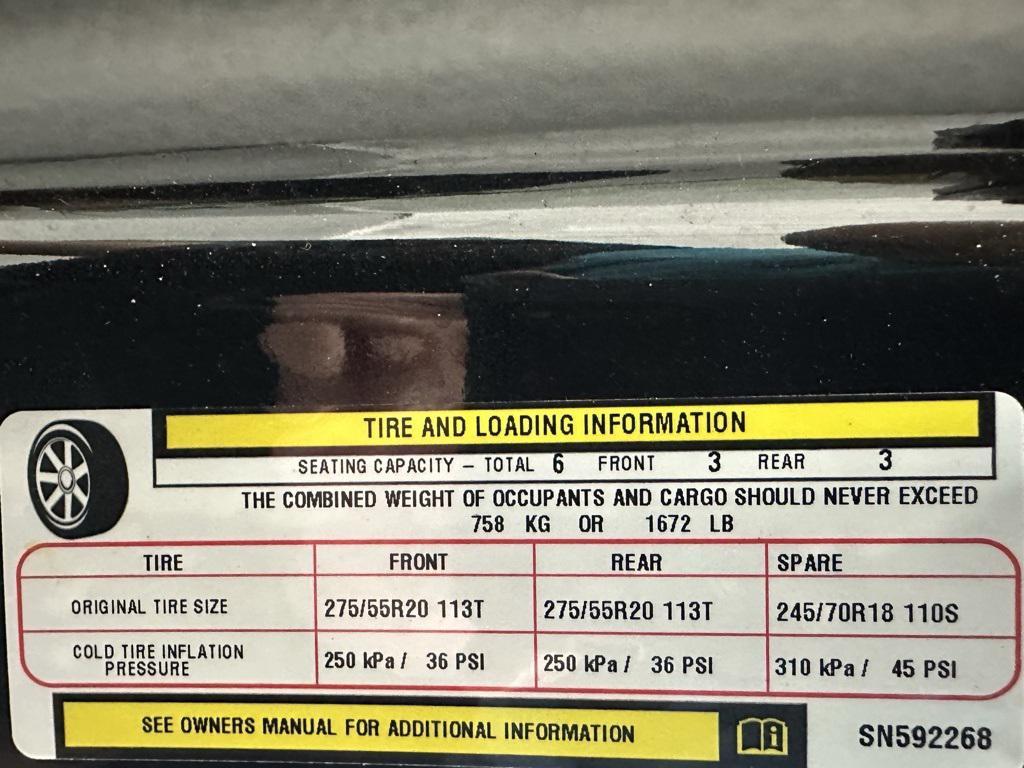 TIRE AND LOADING INFORMATION
SEATING CAPACITY – TOTAL 6 FRONT 3 REAR 3
THE COMBINED WEIGHT OF OCCUPANTS AND CARGO SHOULD NEVER EXCEED
758 KG OR 1672 LB
TIRE FRONT REAR SPARE
ORIGINAL TIRE SIZE 275/55R20 113T 275/55R20 113T 245/70R18 110S
COLD TIRE INFLATION
PRESSURE 250 kPa / 36 PSI 250 kPa / 36 PSI 310 kPa / 45 PSI
SEE OWNERS MANUAL FOR ADDITIONAL INFORMATION
SN592268